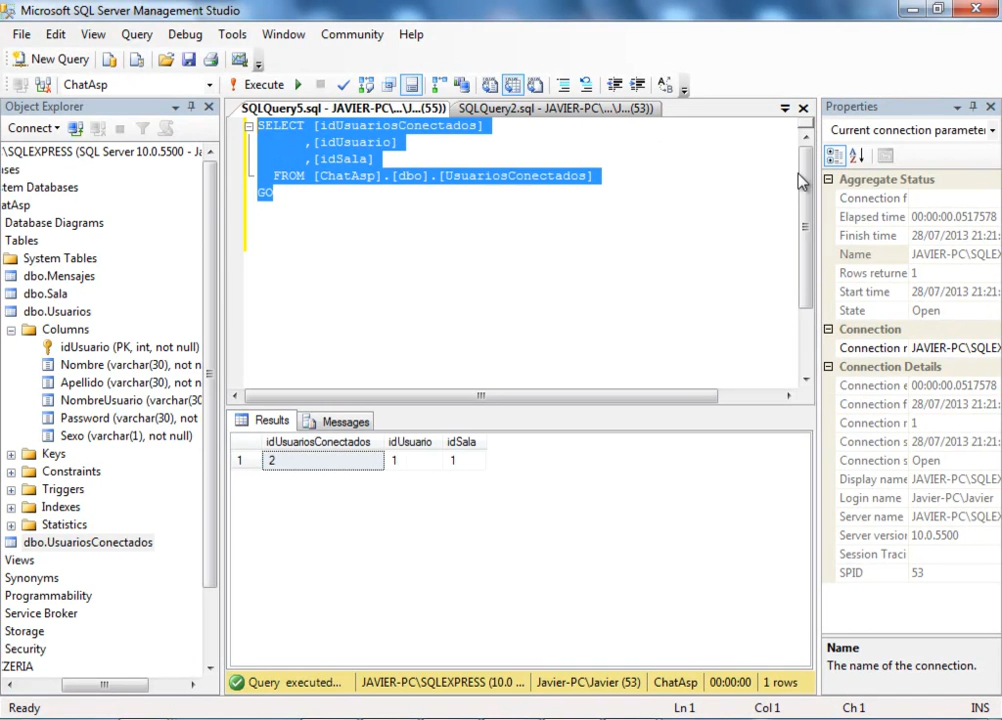 Microsoft SQL Server Management Studio
File Edit View Query Debug Tools Window Community Help
New Query
ChatAsp Execute
Object Explorer
Connect
\SQLEXPRESS (SQL Server 10.0.5500 - Ja
ases
stem Databases
atAsp
Database Diagrams
Tables
System Tables
dbo.Mensajes
dbo.Sala
dbo.Usuarios
Columns
idUsuario (PK, int, not null)
Nombre (varchar(30), not n
Apellido (varchar(30), not n
NombreUsuario (varchar(30
Password (varchar(30), not
Sexo (varchar(1), not null)
Keys
Constraints
Triggers
Indexes
Statistics
dbo.UsuariosConectados
Views
Synonyms
Programmability
Service Broker
Storage
Security
ZERIA
SQLQuery5.sql - JAVIER-PC\...\J...(55)) SQLQuery2.sql - JAVIER-PC\...\J...(53))
SELECT [idUsuariosConectados]
,[idUsuario]
,[idSala]
FROM [ChatAsp].[dbo].[UsuariosConectados]
GO
Results Messages
idUsuariosConectados idUsuario idSala
1 2 1 1
Query executed... JAVIER-PC\SQLEXPRESS (10.0 ... Javier-PC\Javier (53) ChatAsp 00:00:00 1 rows
Properties
Current connection parameter
Aggregate Status
Connection f
Elapsed time 00:00:00.0517578
Finish time 28/07/2013 21:21:
Name JAVIER-PC\SQLEX
Rows returne 1
Start time 28/07/2013 21:21:
State Open
Connection
Connection n JAVIER-PC\SQLEX
Connection Details
Connection e 00:00:00.0517578
Connection f 28/07/2013 21:21:
Connection r 1
Connection s 28/07/2013 21:21:
Connection s Open
Display name JAVIER-PC\SQLEX
Login name Javier-PC\Javier
Server name JAVIER-PC\SQLEX
Server version 10.0.5500
Session Traci
SPID 53
Name
The name of the connection.
Ready Ln 1 Col 1 Ch 1 INS